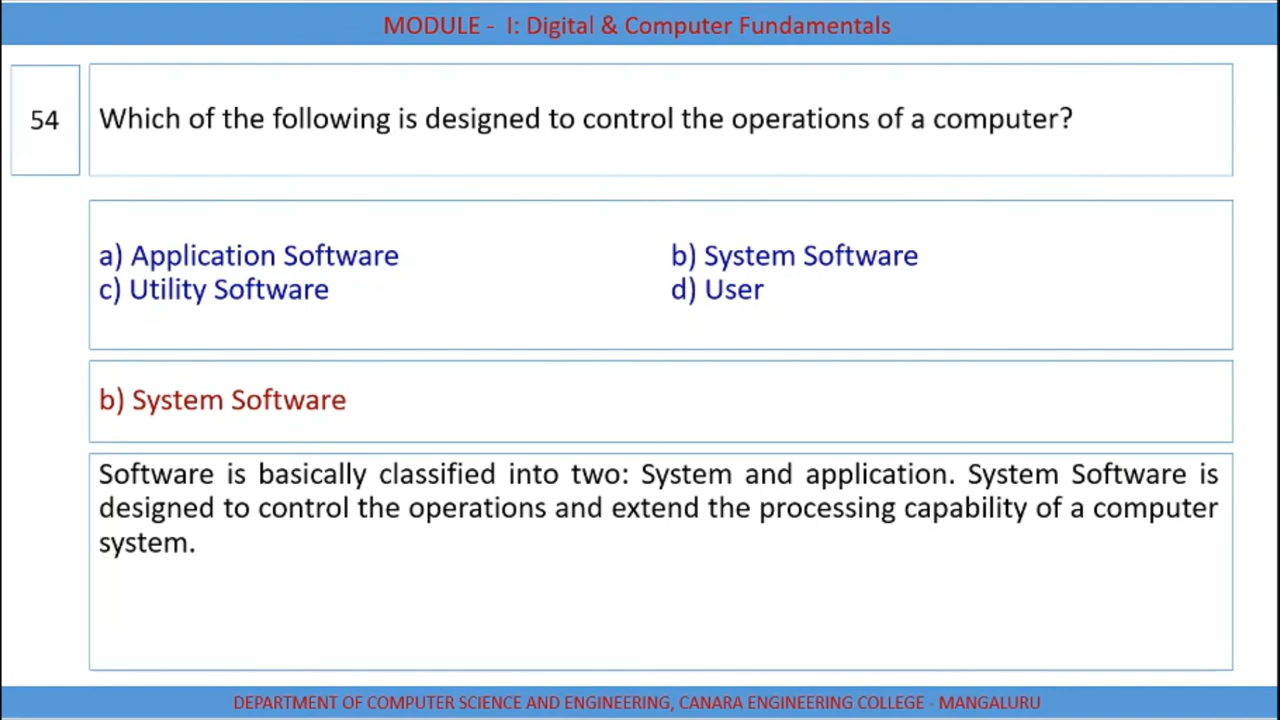 MODULE - I: Digital & Computer Fundamentals
54
Which of the following is designed to control the operations of a computer?
a) Application Software b) System Software
c) Utility Software d) User
b) System Software
Software is basically classified into two: System and application. System Software is
designed to control the operations and extend the processing capability of a computer
system.
DEPARTMENT OF COMPUTER SCIENCE AND ENGINEERING, CANARA ENGINEERING COLLEGE - MANGALURU